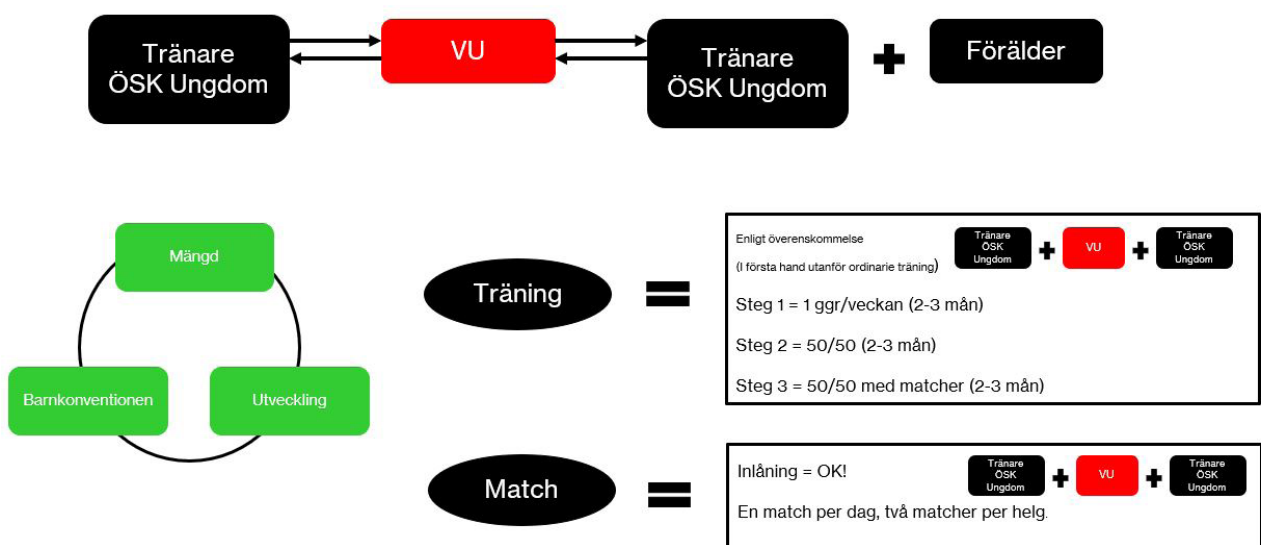 Tränare
ÖSK Ungdom
VU
Tränare
ÖSK Ungdom
+
Förälder
Mängd
Barnkonventionen
Utveckling
Träning
=
Enligt överenskommelse
(I första hand utanför ordinarie träning)
Tränare
ÖSK
Ungdom
+
VU
+
Tränare
ÖSK
Ungdom
Steg 1 = 1 ggr/veckan (2-3 mån)
Steg 2 = 50/50 (2-3 mån)
Steg 3 = 50/50 med matcher (2-3 mån)
Match
=
Inlåning = OK!
Tränare
ÖSK
Ungdom
+
VU
+
Tränare
ÖSK
Ungdom
En match per dag, två matcher per helg.